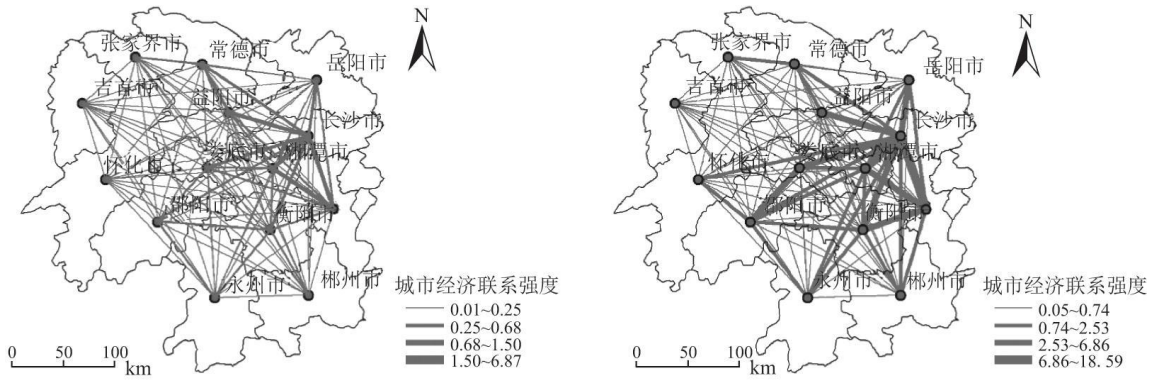 N
张家界市
常德市
岳阳市
吉首市
益阳市
长沙市
娄底市
湘潭市
怀化市
邵阳市
衡阳市
永州市
郴州市
城市经济联系强度
0.01~0.25
0.25~0.68
0.68~1.50
1.50~6.87
0 50 100
km
N
张家界市
常德市
岳阳市
吉首市
益阳市
长沙市
娄底市
湘潭市
怀化市
邵阳市
衡阳市
永州市
郴州市
城市经济联系强度
0.05~0.74
0.74~2.53
2.53~6.86
6.86~18.59
0 50 100
km